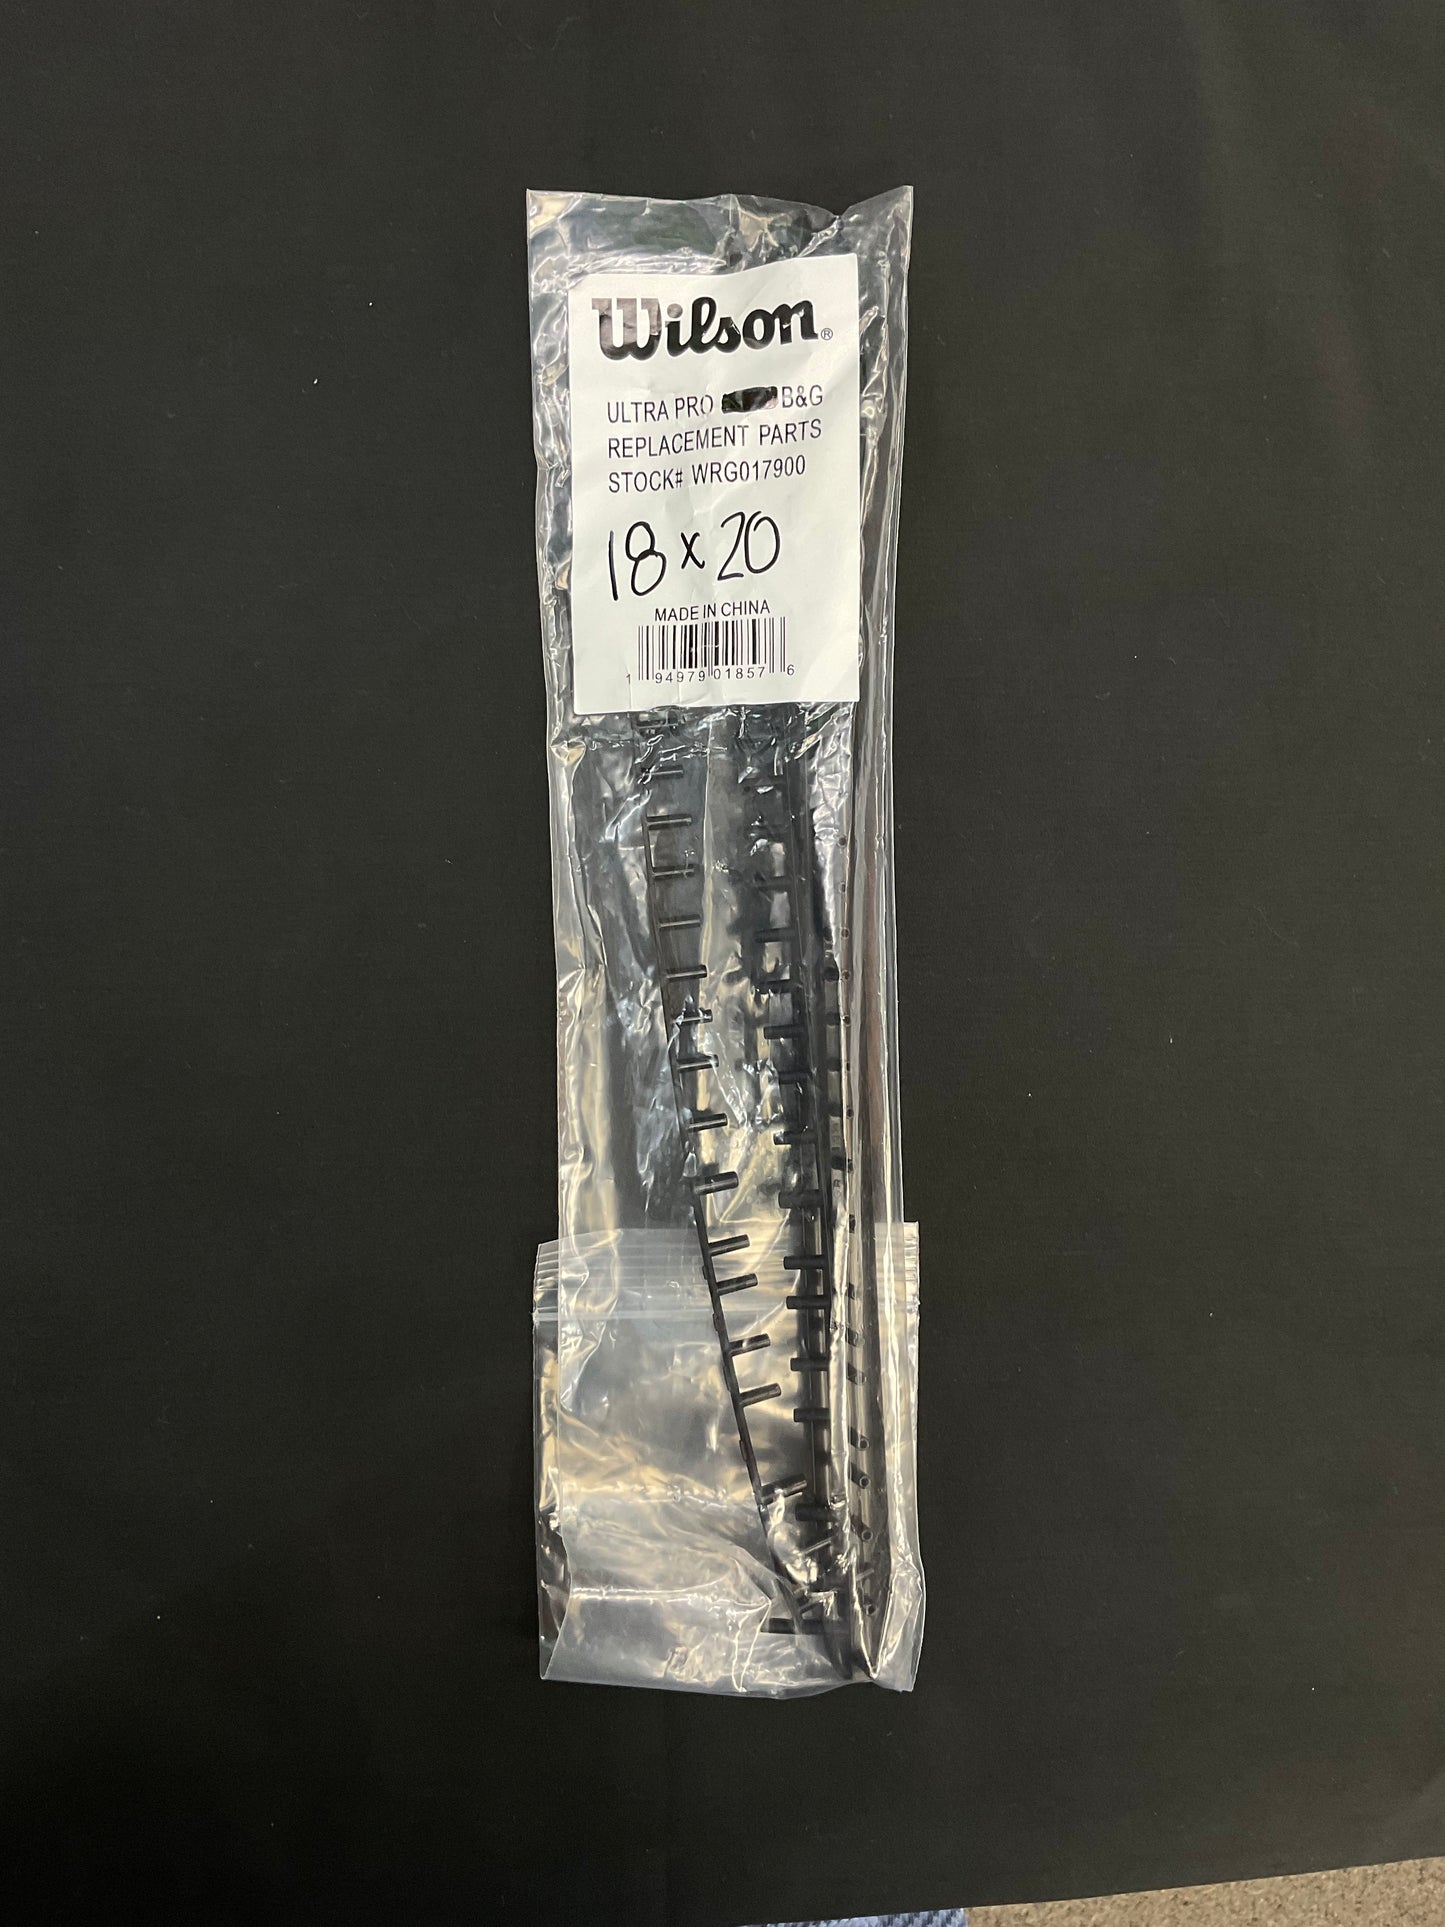 Wilson®
ULTRA PRO B&G
REPLACEMENT PARTS
STOCK# WRG017900
18 x 20
MADE IN CHINA
1 94979 01857 6